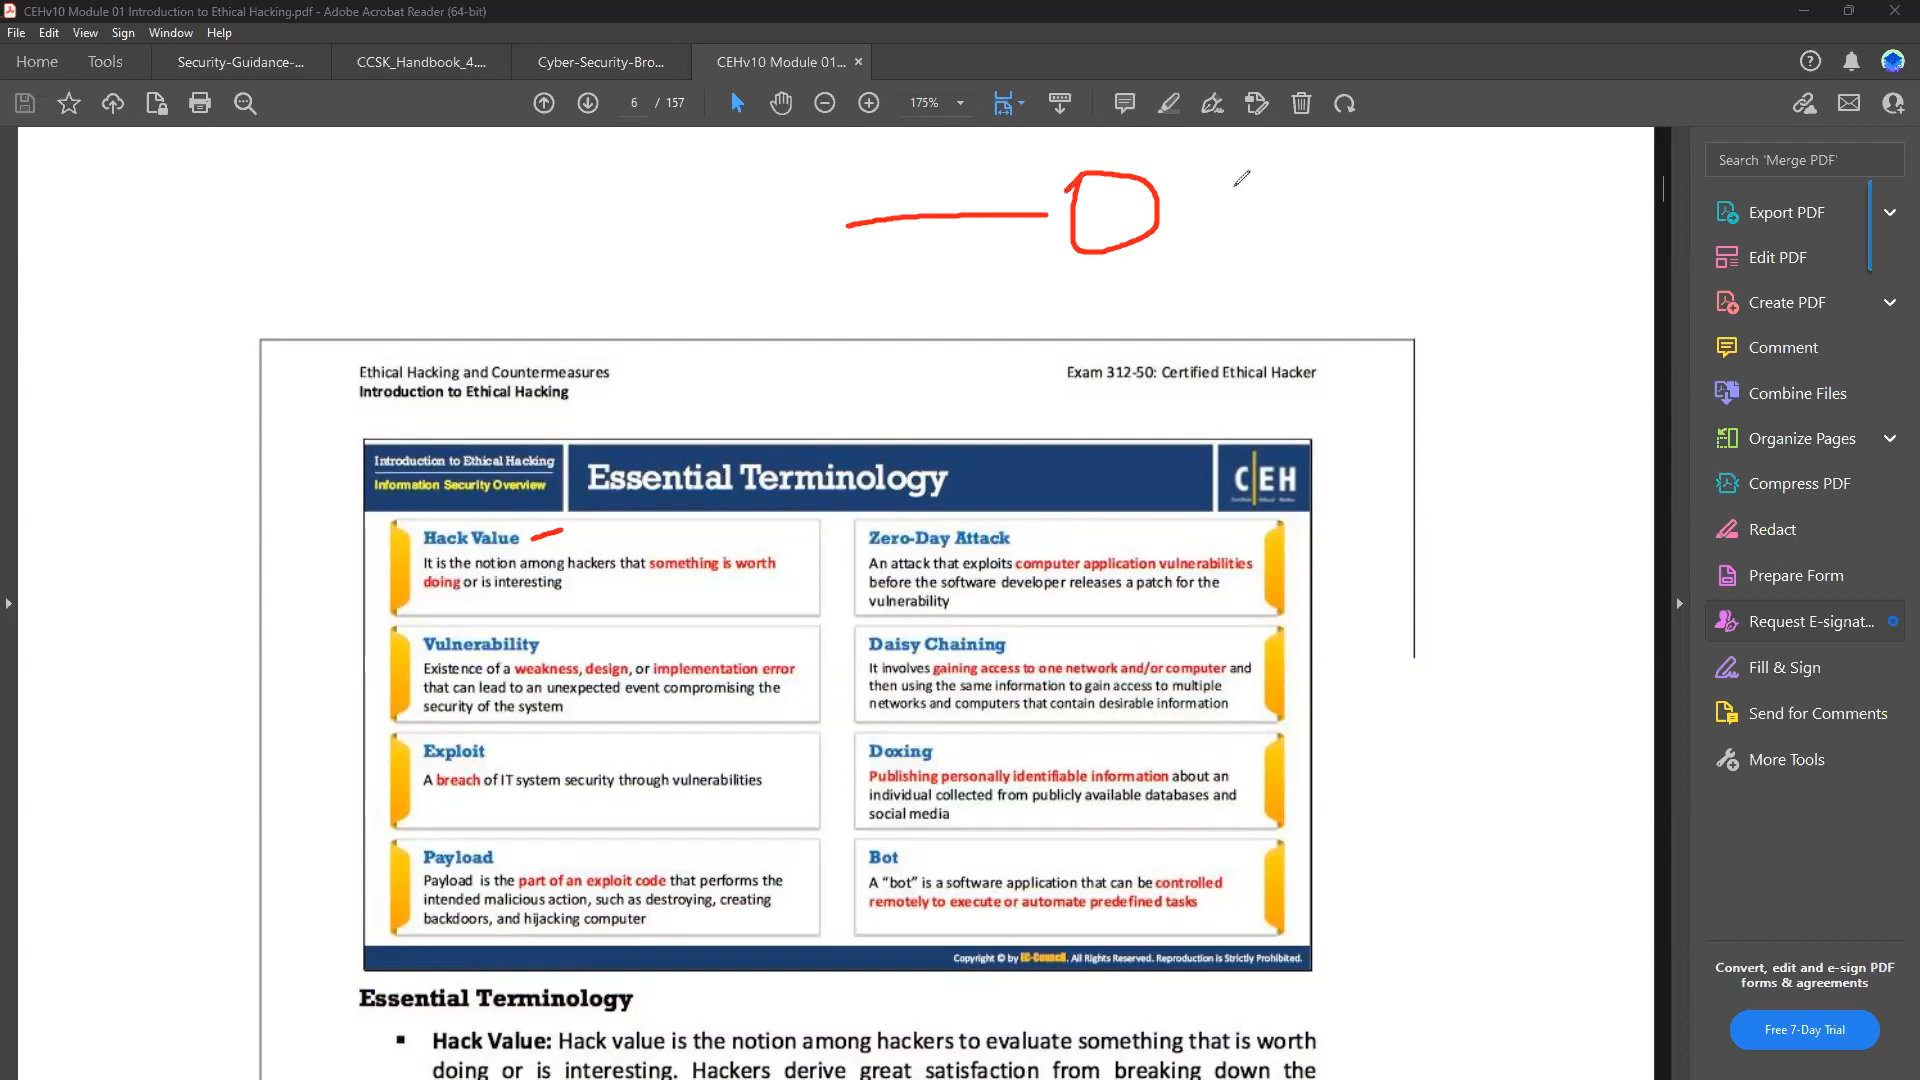 CEHv10 Module 01 Introduction to Ethical Hacking.pdf - Adobe Acrobat Reader (64-bit)
File Edit View Sign Window Help
Home Tools Security-Guidance-... CCSK_Handbook_4.... Cyber-Security-Bro... CEHv10 Module 01... ×
6 / 157 175%
Search 'Merge PDF'
Export PDF
Edit PDF
Create PDF
Comment
Combine Files
Organize Pages
Compress PDF
Redact
Prepare Form
Request E-signat...
Fill & Sign
Send for Comments
More Tools
Convert, edit and e-sign PDF
forms & agreements
Free 7-Day Trial
Ethical Hacking and Countermeasures
Introduction to Ethical Hacking
Exam 312-50: Certified Ethical Hacker
Introduction to Ethical Hacking
Information Security Overview
Essential Terminology
C|EH
Hack Value
It is the notion among hackers that something is worth
doing or is interesting
Zero-Day Attack
An attack that exploits computer application vulnerabilities
before the software developer releases a patch for the
vulnerability
Vulnerability
Existence of a weakness, design, or implementation error
that can lead to an unexpected event compromising the
security of the system
Daisy Chaining
It involves gaining access to one network and/or computer and
then using the same information to gain access to multiple
networks and computers that contain desirable information
Exploit
A breach of IT system security through vulnerabilities
Doxing
Publishing personally identifiable information about an
individual collected from publicly available databases and
social media
Payload
Payload is the part of an exploit code that performs the
intended malicious action, such as destroying, creating
backdoors, and hijacking computer
Bot
A “bot” is a software application that can be controlled
remotely to execute or automate predefined tasks
Copyright © by EC-Council. All Rights Reserved. Reproduction is Strictly Prohibited.
Essential Terminology
▪ Hack Value: Hack value is the notion among hackers to evaluate something that is worth
doing or is interesting. Hackers derive great satisfaction from breaking down the